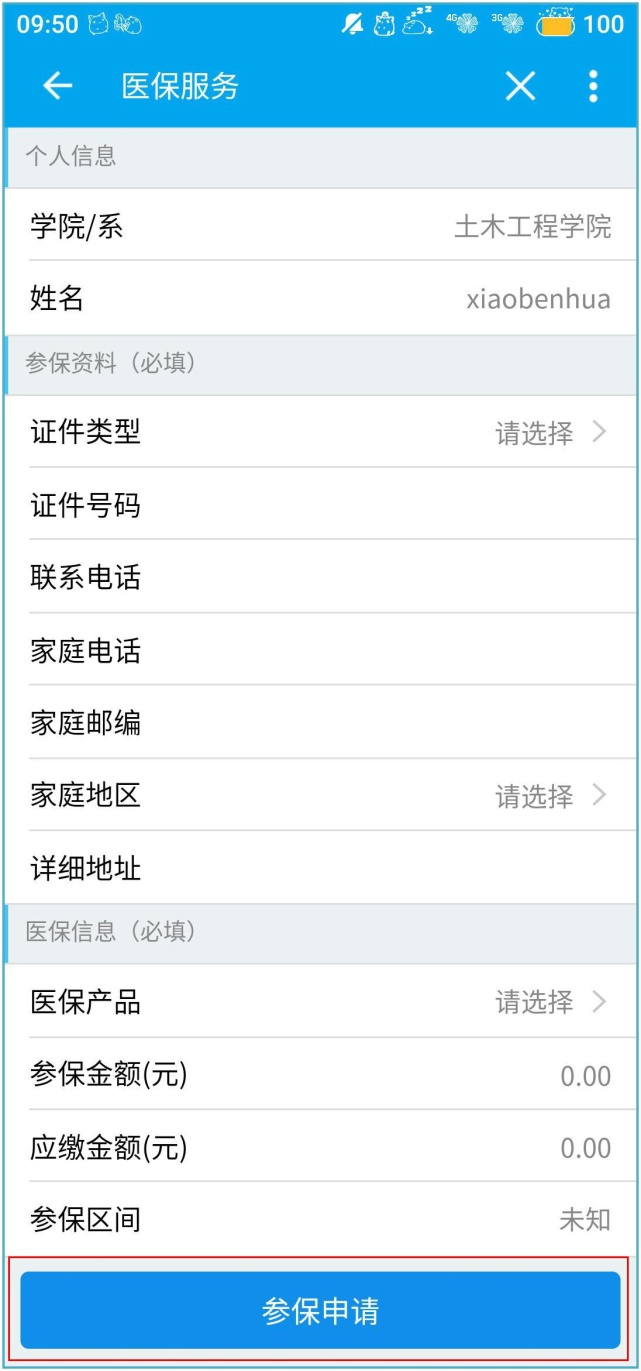 09:50 4G 3G 100
医保服务
个人信息
学院/系 土木工程学院
姓名 xiaobenhua
参保资料（必填）
证件类型 请选择
证件号码
联系电话
家庭电话
家庭邮编
家庭地区 请选择
详细地址
医保信息（必填）
医保产品 请选择
参保金额(元) 0.00
应缴金额(元) 0.00
参保区间 未知
参保申请